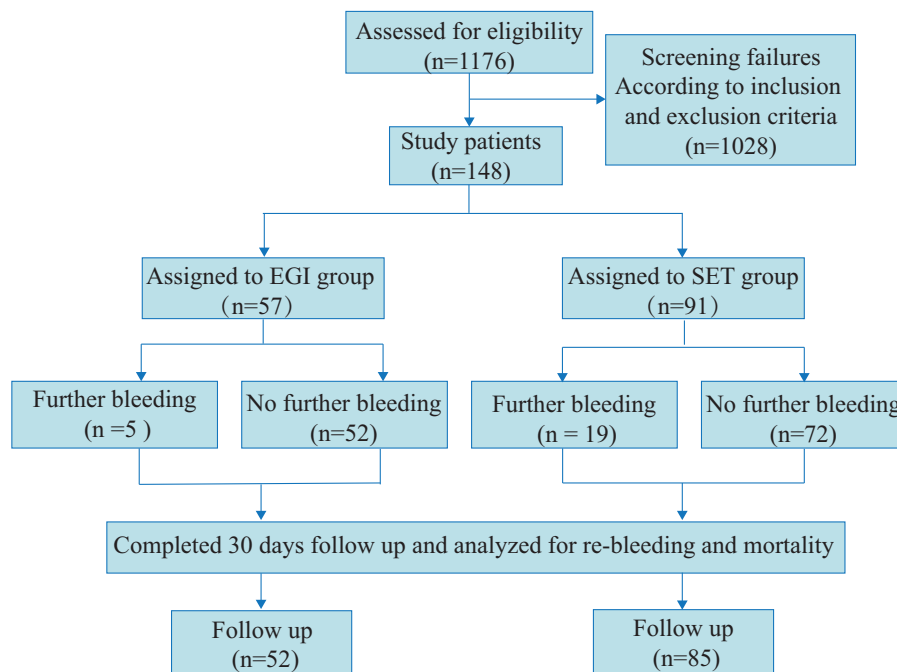 Assessed for eligibility
(n=1176)
Screening failures
According to inclusion
and exclusion criteria
(n=1028)
Study patients
(n=148)
Assigned to EGI group
(n=57)
Assigned to SET group
(n=91)
Further bleeding
(n =5 )
No further bleeding
(n=52)
Further bleeding
(n = 19)
No further bleeding
(n=72)
Completed 30 days follow up and analyzed for re-bleeding and mortality
Follow up
(n=52)
Follow up
(n=85)